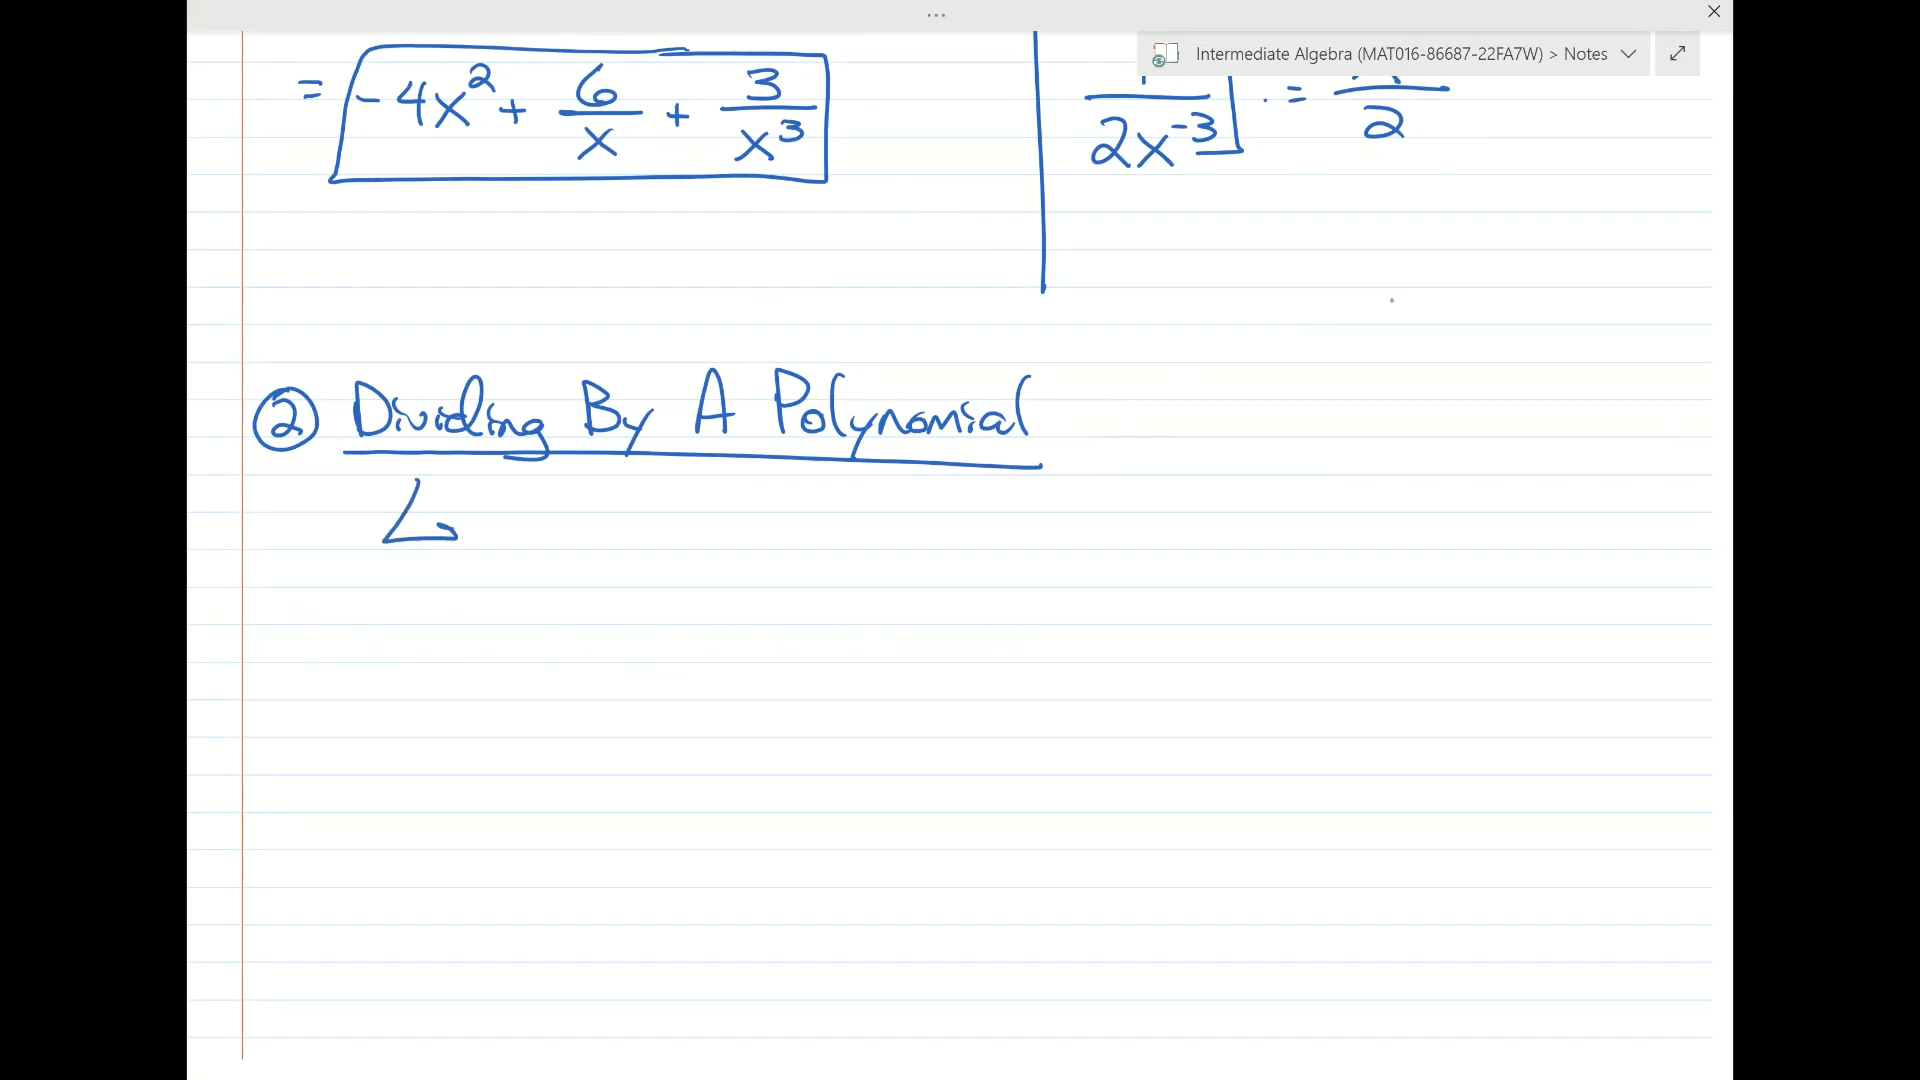 Intermediate Algebra (MAT016-86687-22FA7W) > Notes
= -4x² + 6/x + 3/x³
2x⁻³ . = 2
② Dividing By A Polynomial